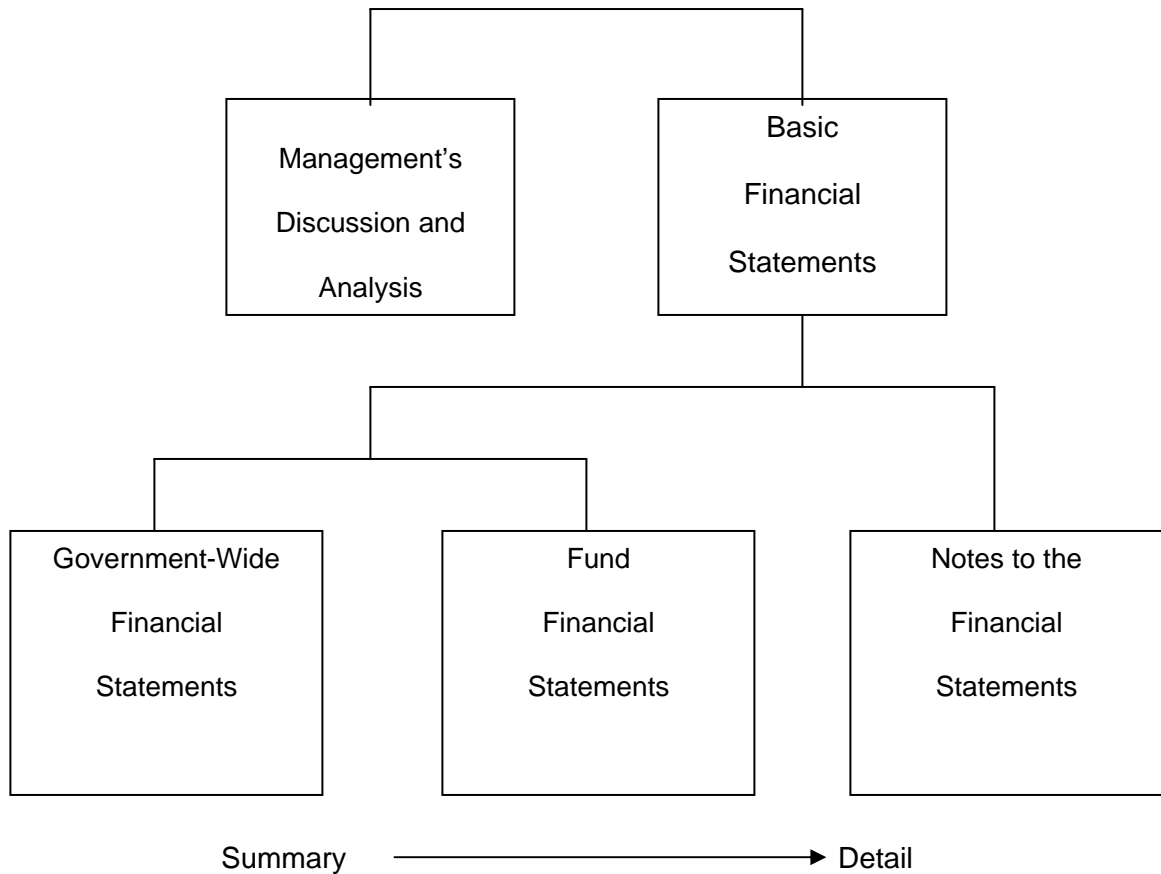 Management’s
Discussion and
Analysis
Basic
Financial
Statements
Government-Wide
Financial
Statements
Fund
Financial
Statements
Notes to the
Financial
Statements
Summary
Detail